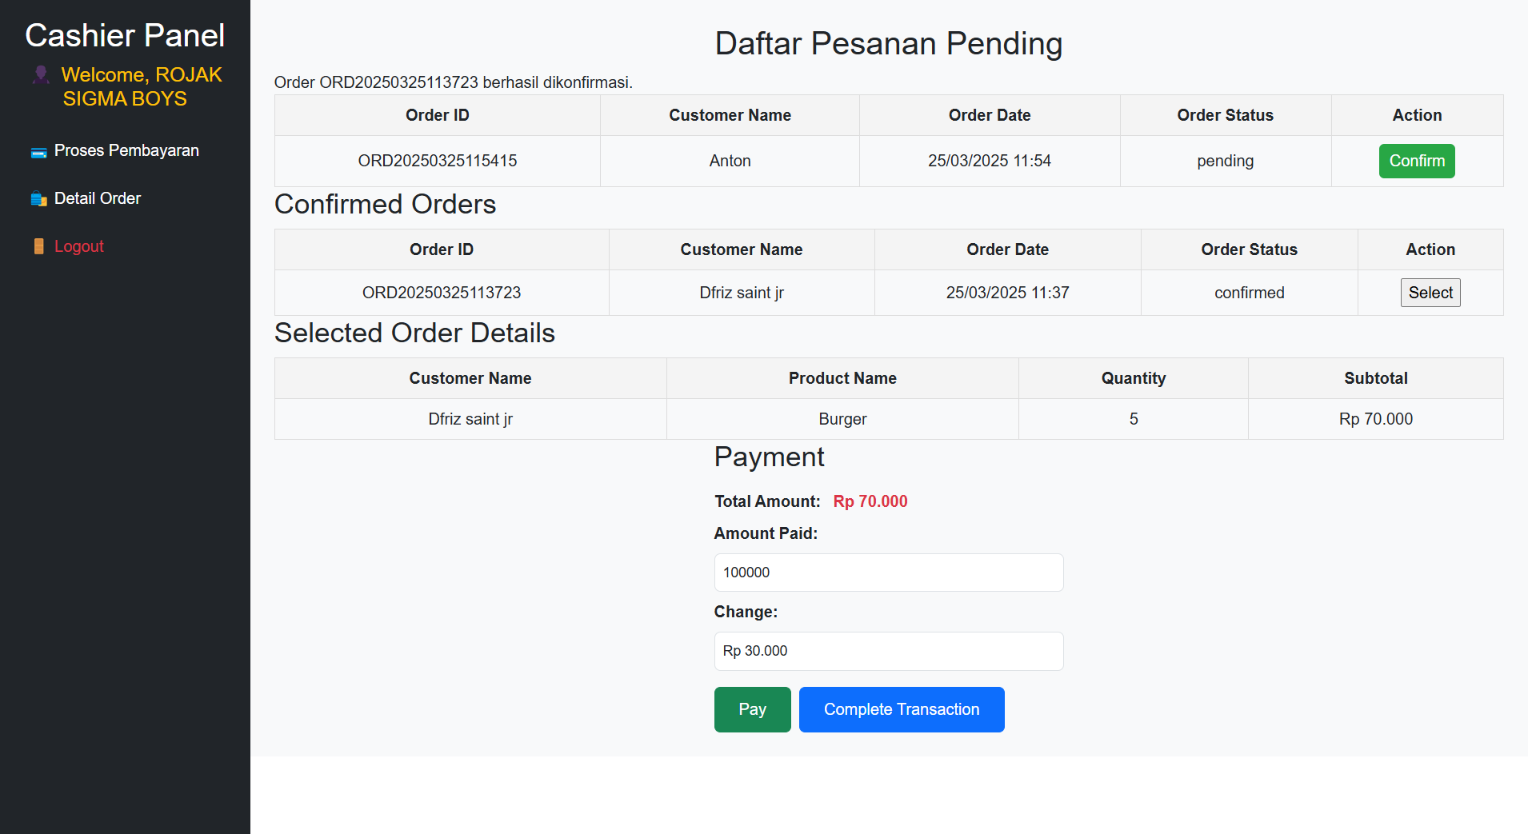 Cashier Panel
Welcome, ROJAK
SIGMA BOYS
Proses Pembayaran
Detail Order
Logout
Daftar Pesanan Pending
Order ORD20250325113723 berhasil dikonfirmasi.
Order ID Customer Name Order Date Order Status Action
ORD20250325115415 Anton 25/03/2025 11:54 pending Confirm
Confirmed Orders
Order ID Customer Name Order Date Order Status Action
ORD20250325113723 Dfriz saint jr 25/03/2025 11:37 confirmed Select
Selected Order Details
Customer Name Product Name Quantity Subtotal
Dfriz saint jr Burger 5 Rp 70.000
Payment
Total Amount: Rp 70.000
Amount Paid:
100000
Change:
Rp 30.000
Pay Complete Transaction